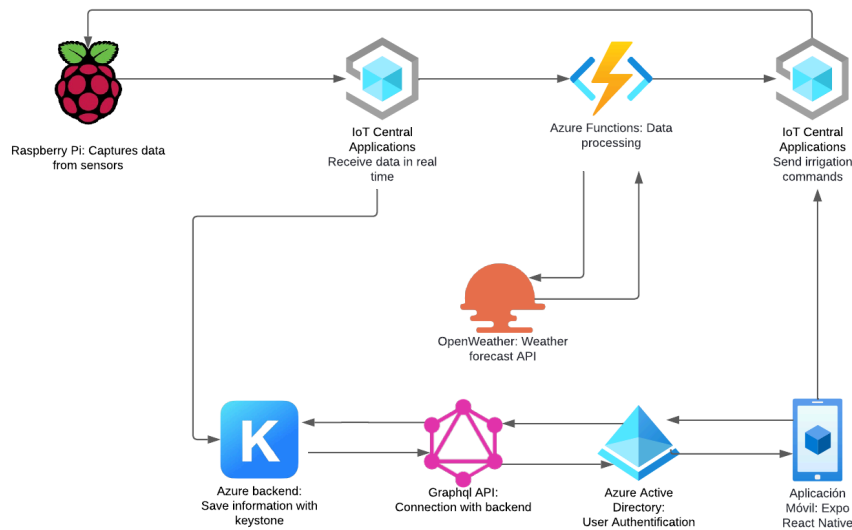 Raspberry Pi: Captures data
from sensors
IoT Central
Applications
Receive data in real
time
Azure Functions: Data
processing
IoT Central
Applications
Send irrigation
commands
OpenWeather: Weather
forecast API
K
Azure backend:
Save information with
keystone
Graphql API:
Connection with backend
Azure Active
Directory:
User Authentification
Aplicación
Móvil: Expo
React Native